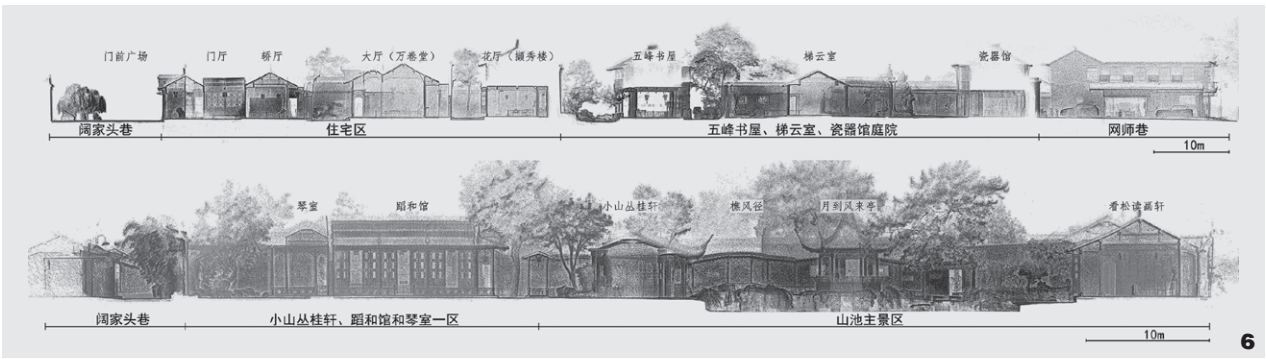 门前广场 门厅 轿厅 大厅（万卷堂） 花厅（撷秀楼） 五峰书屋 梯云室 瓷器馆
阔家头巷 住宅区 五峰书屋、梯云室、瓷器馆庭院 网师巷
10m
琴室 蹈和馆 小山丛桂轩 樵风径 月到风来亭 看松读画轩
阔家头巷 小山丛桂轩、蹈和馆和琴室一区 山池主景区
10m
6